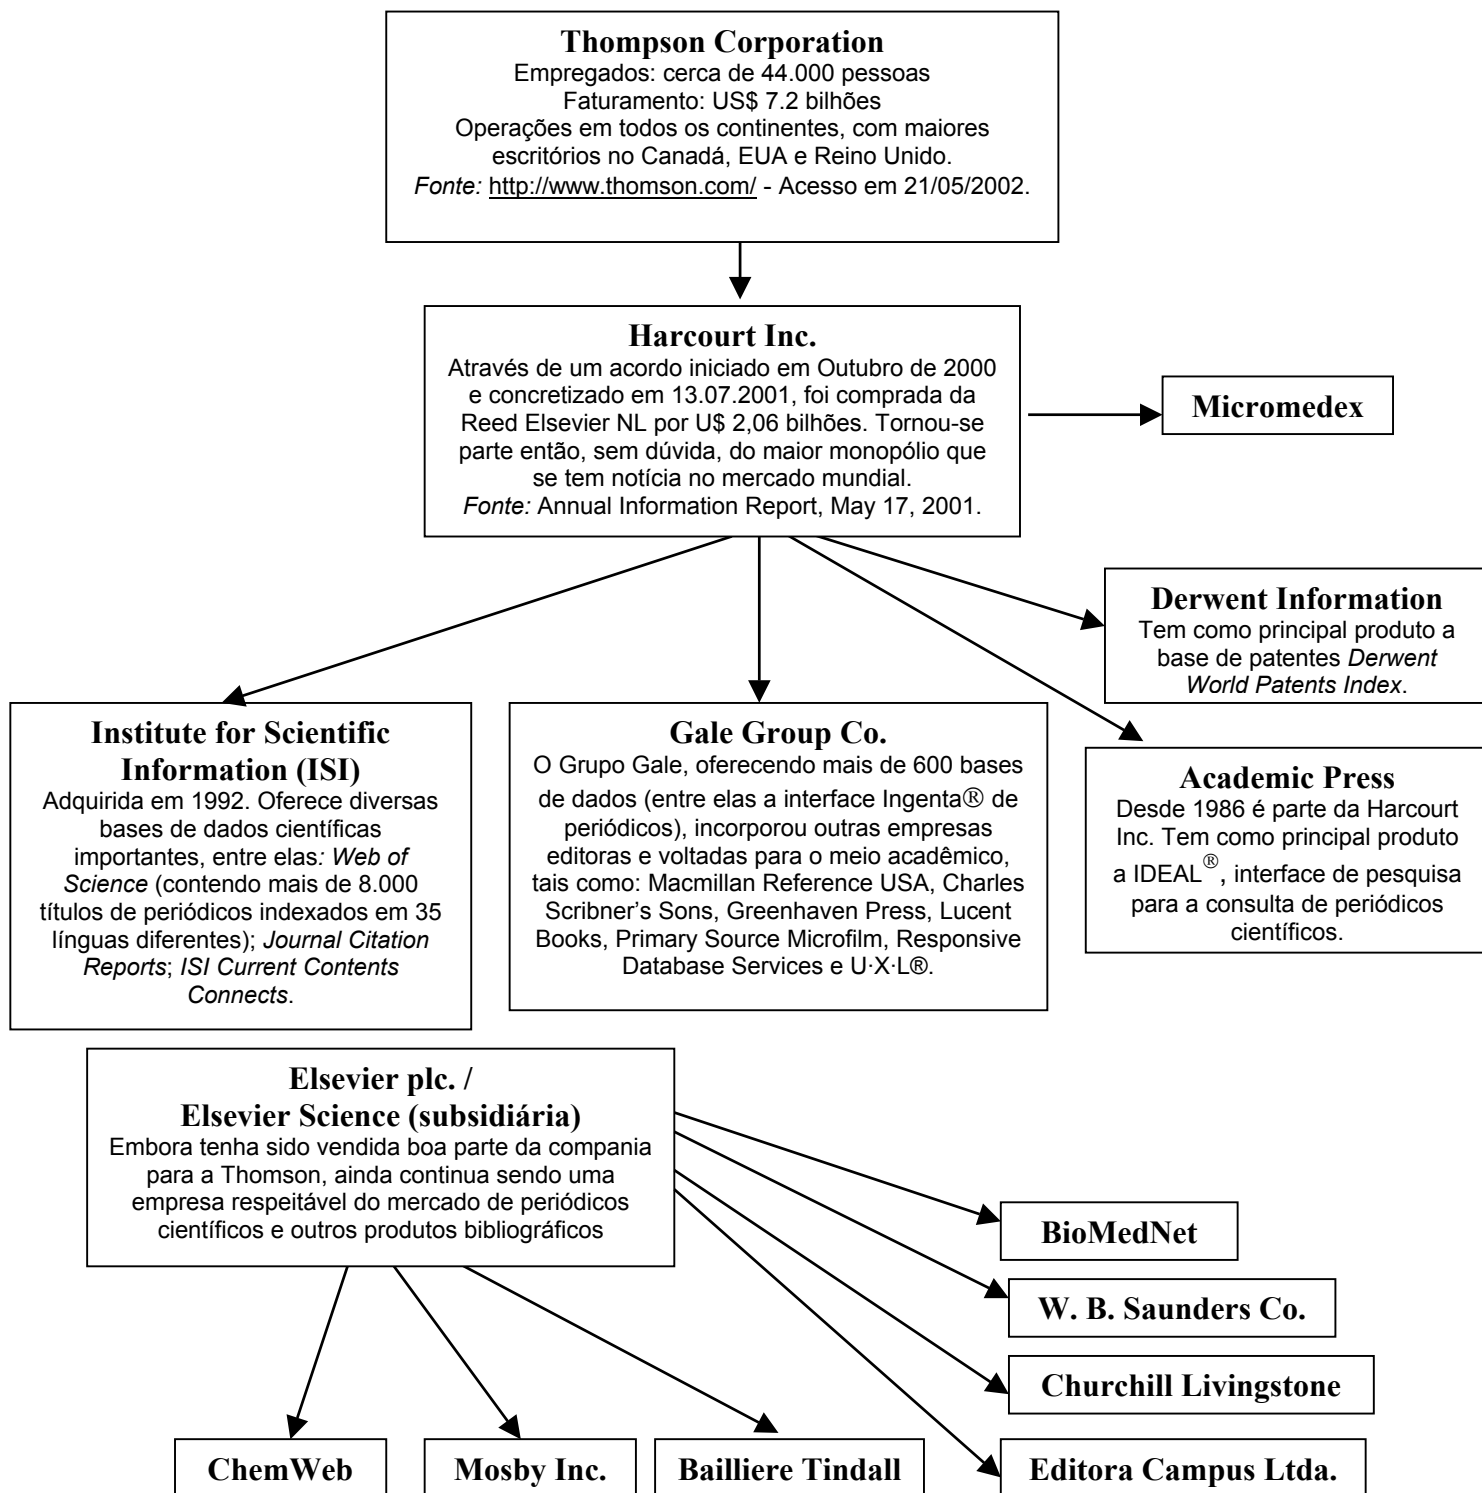 Thompson Corporation
Empregados: cerca de 44.000 pessoas
Faturamento: US$ 7.2 bilhões
Operações em todos os continentes, com maiores
escritórios no Canadá, EUA e Reino Unido.
Fonte: http://www.thomson.com/ - Acesso em 21/05/2002.
Harcourt Inc.
Através de um acordo iniciado em Outubro de 2000
e concretizado em 13.07.2001, foi comprada da
Reed Elsevier NL por U$ 2,06 bilhões. Tornou-se
parte então, sem dúvida, do maior monopólio que
se tem notícia no mercado mundial.
Fonte: Annual Information Report, May 17, 2001.
Micromedex
Derwent Information
Tem como principal produto a
base de patentes Derwent
World Patents Index.
Institute for Scientific
Information (ISI)
Adquirida em 1992. Oferece diversas
bases de dados científicas
importantes, entre elas: Web of
Science (contendo mais de 8.000
títulos de periódicos indexados em 35
línguas diferentes); Journal Citation
Reports; ISI Current Contents
Connects.
Gale Group Co.
O Grupo Gale, oferecendo mais de 600 bases
de dados (entre elas a interface Ingenta® de
periódicos), incorporou outras empresas
editoras e voltadas para o meio acadêmico,
tais como: Macmillan Reference USA, Charles
Scribner’s Sons, Greenhaven Press, Lucent
Books, Primary Source Microfilm, Responsive
Database Services e U·X·L®.
Academic Press
Desde 1986 é parte da Harcourt
Inc. Tem como principal produto
a IDEAL®, interface de pesquisa
para a consulta de periódicos
científicos.
Elsevier plc. /
Elsevier Science (subsidiária)
Embora tenha sido vendida boa parte da compania
para a Thomson, ainda continua sendo uma
empresa respeitável do mercado de periódicos
científicos e outros produtos bibliográficos
BioMedNet
W. B. Saunders Co.
Churchill Livingstone
ChemWeb
Mosby Inc.
Bailliere Tindall
Editora Campus Ltda.